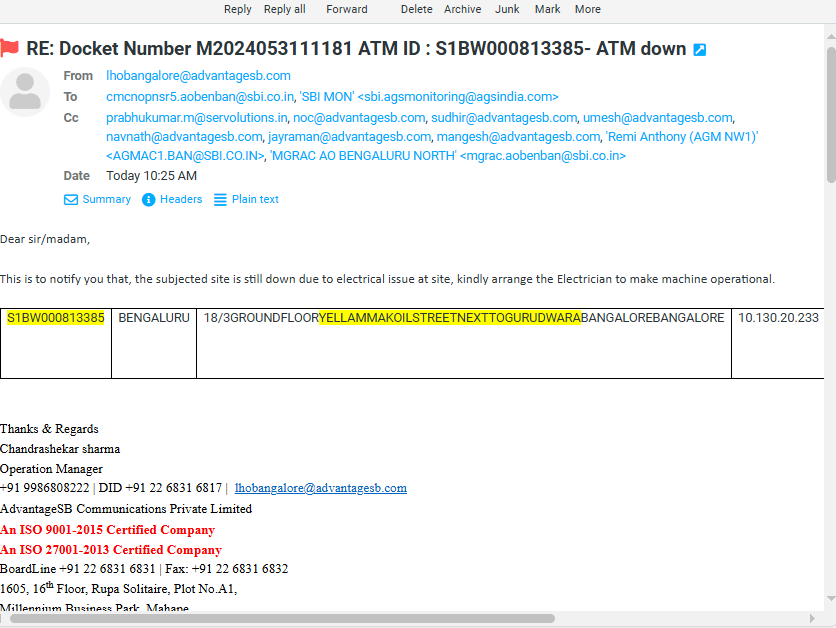 Reply Reply all Forward Delete Archive Junk Mark More
RE: Docket Number M2024053111181 ATM ID : S1BW000813385- ATM down
From lhobangalore@advantagesb.com
To cmcnopnsr5.aobenban@sbi.co.in, 'SBI MON' <sbi.agsmonitoring@agsindia.com>
Cc prabhukumar.m@servolutions.in, noc@advantagesb.com, sudhir@advantagesb.com, umesh@advantagesb.com,
navnath@advantagesb.com, jayraman@advantagesb.com, mangesh@advantagesb.com, 'Remi Anthony (AGM NW1)'
<AGMAC1.BAN@SBI.CO.IN>, 'MGRAC AO BENGALURU NORTH' <mgrac.aobenban@sbi.co.in>
Date Today 10:25 AM
Summary Headers Plain text
Dear sir/madam,
This is to notify you that, the subjected site is still down due to electrical issue at site, kindly arrange the Electrician to make machine operational.
S1BW000813385 BENGALURU 18/3GROUNDFLOORYELLAMMAKOILSTREETNEXTTOGURUDWARABANGALOREBANGALORE 10.130.20.233
Thanks & Regards
Chandrashekar sharma
Operation Manager
+91 9986808222 | DID +91 22 6831 6817 | lhobangalore@advantagesb.com
AdvantageSB Communications Private Limited
An ISO 9001-2015 Certified Company
An ISO 27001-2013 Certified Company
BoardLine +91 22 6831 6831 | Fax: +91 22 6831 6832
1605, 16th Floor, Rupa Solitaire, Plot No.A1,
Millennium Business Park, Mahape